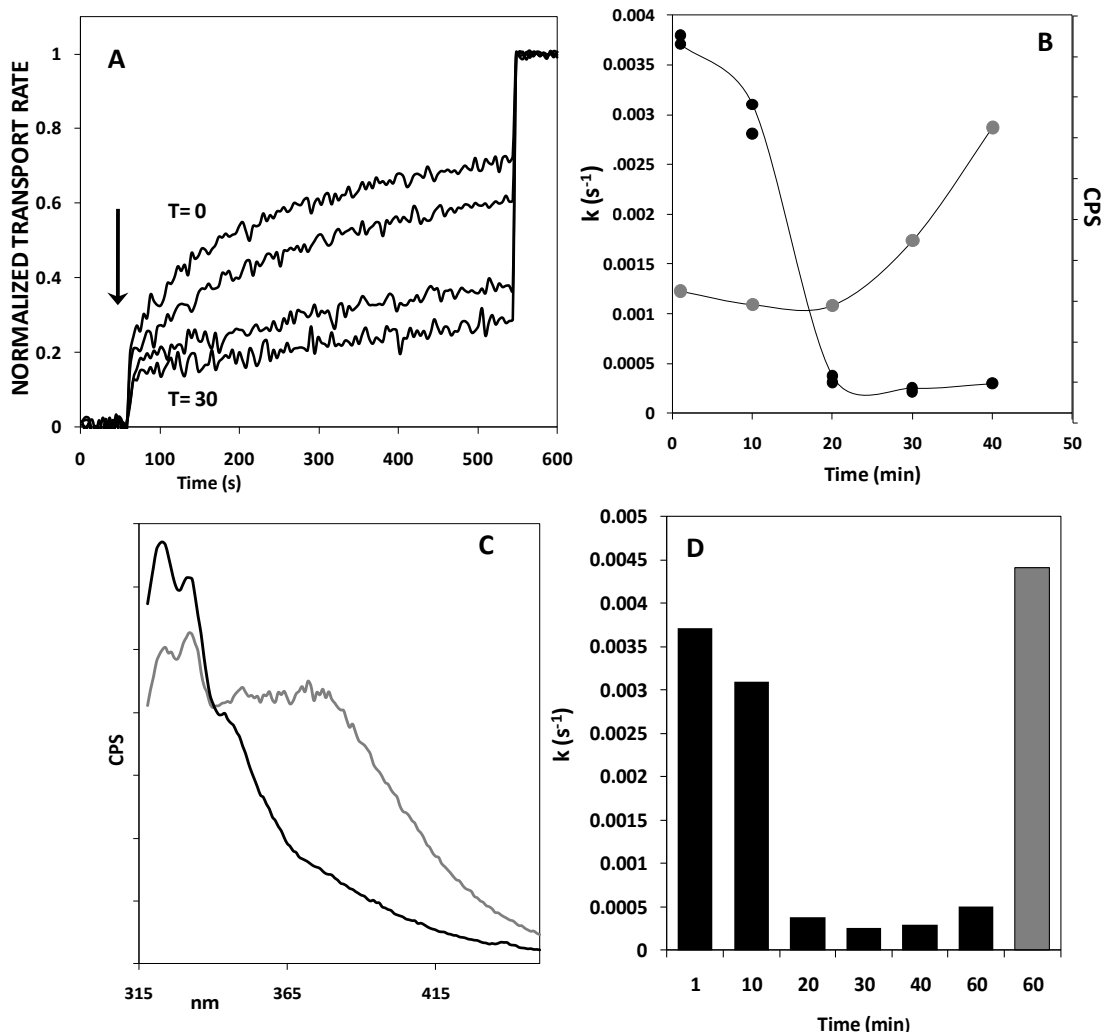 A
NORMALIZED TRANSPORT RATE
1
0.8
0.6
0.4
0.2
0
T= 0
T= 30
0 100 200 300 400 500 600
Time (s)
B
k (s-1)
0.004
0.0035
0.003
0.0025
0.002
0.0015
0.001
0.0005
0
CPS
0 10 20 30 40 50
Time (min)
C
CPS
315 365 415
nm
D
k (s-1)
0.005
0.0045
0.004
0.0035
0.003
0.0025
0.002
0.0015
0.001
0.0005
0
1 10 20 30 40 60 60
Time (min)